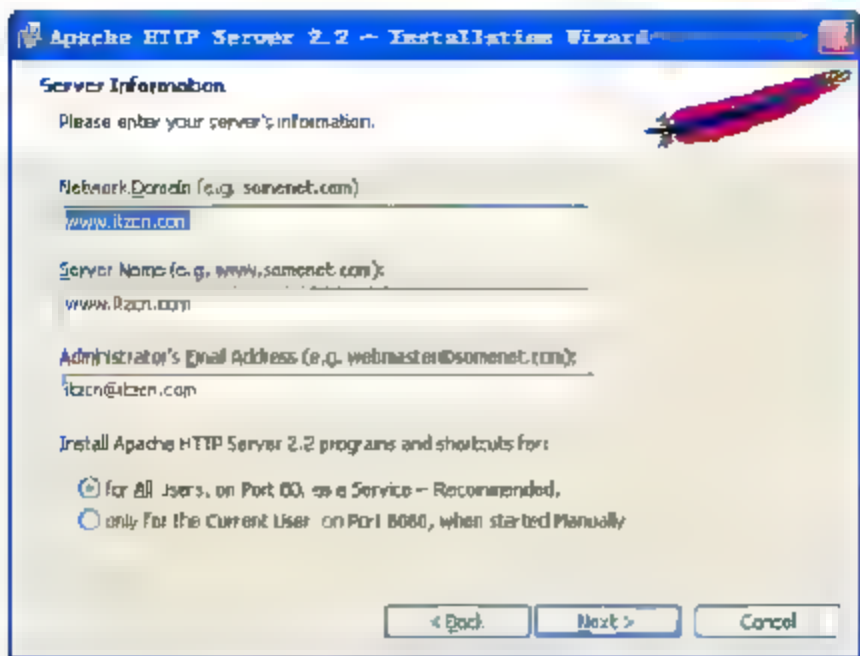 Apache HTTP Server 2.2 - Installation Wizard
Server Information
Please enter your server's information.
Network Domain (e.g. somenet.com)
www.itzcn.com
Server Name (e.g. www.somenet.com):
www.itzcn.com
Administrator's Email Address (e.g. webmaster@somenet.com):
itzcn@itzcn.com
Install Apache HTTP Server 2.2 programs and shortcuts for:
for All Users, on Port 80, as a Service -- Recommended.
only for the Current User, on Port 8080, when started Manually
< Back
Next >
Cancel